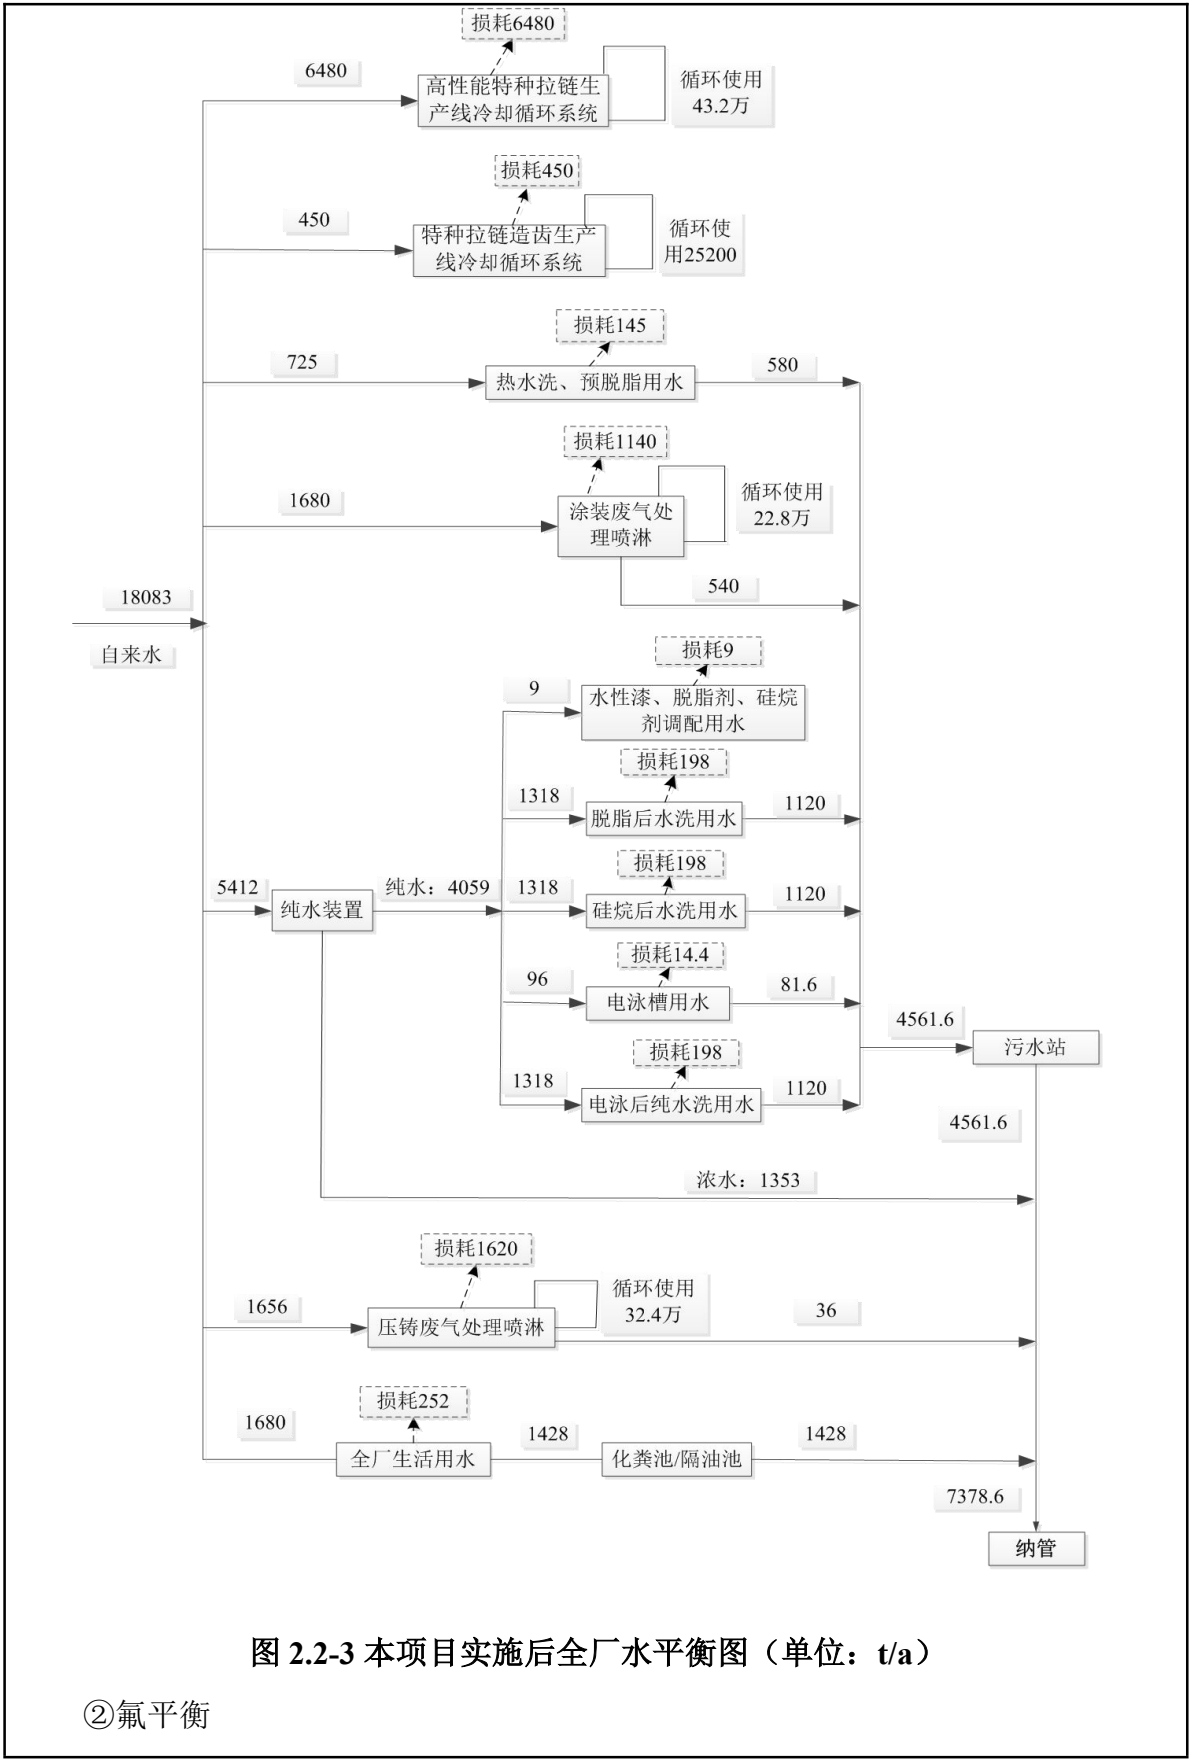 损耗6480
6480
高性能特种拉链生
产线冷却循环系统
循环使用
43.2万
损耗450
450
特种拉链造齿生产
线冷却循环系统
循环使
用25200
损耗145
725
热水洗、预脱脂用水
580
损耗1140
1680
涂装废气处
理喷淋
循环使用
22.8万
540
18083
自来水
损耗9
9
水性漆、脱脂剂、硅烷
剂调配用水
损耗198
1318
脱脂后水洗用水
1120
损耗198
5412
纯水装置
纯水：4059
1318
硅烷后水洗用水
1120
损耗14.4
96
电泳槽用水
81.6
4561.6
污水站
损耗198
1318
电泳后纯水洗用水
1120
4561.6
浓水：1353
损耗1620
1656
压铸废气处理喷淋
循环使用
32.4万
36
损耗252
1680
全厂生活用水
1428
化粪池/隔油池
1428
7378.6
纳管
图 2.2-3 本项目实施后全厂水平衡图（单位：t/a）
②氟平衡